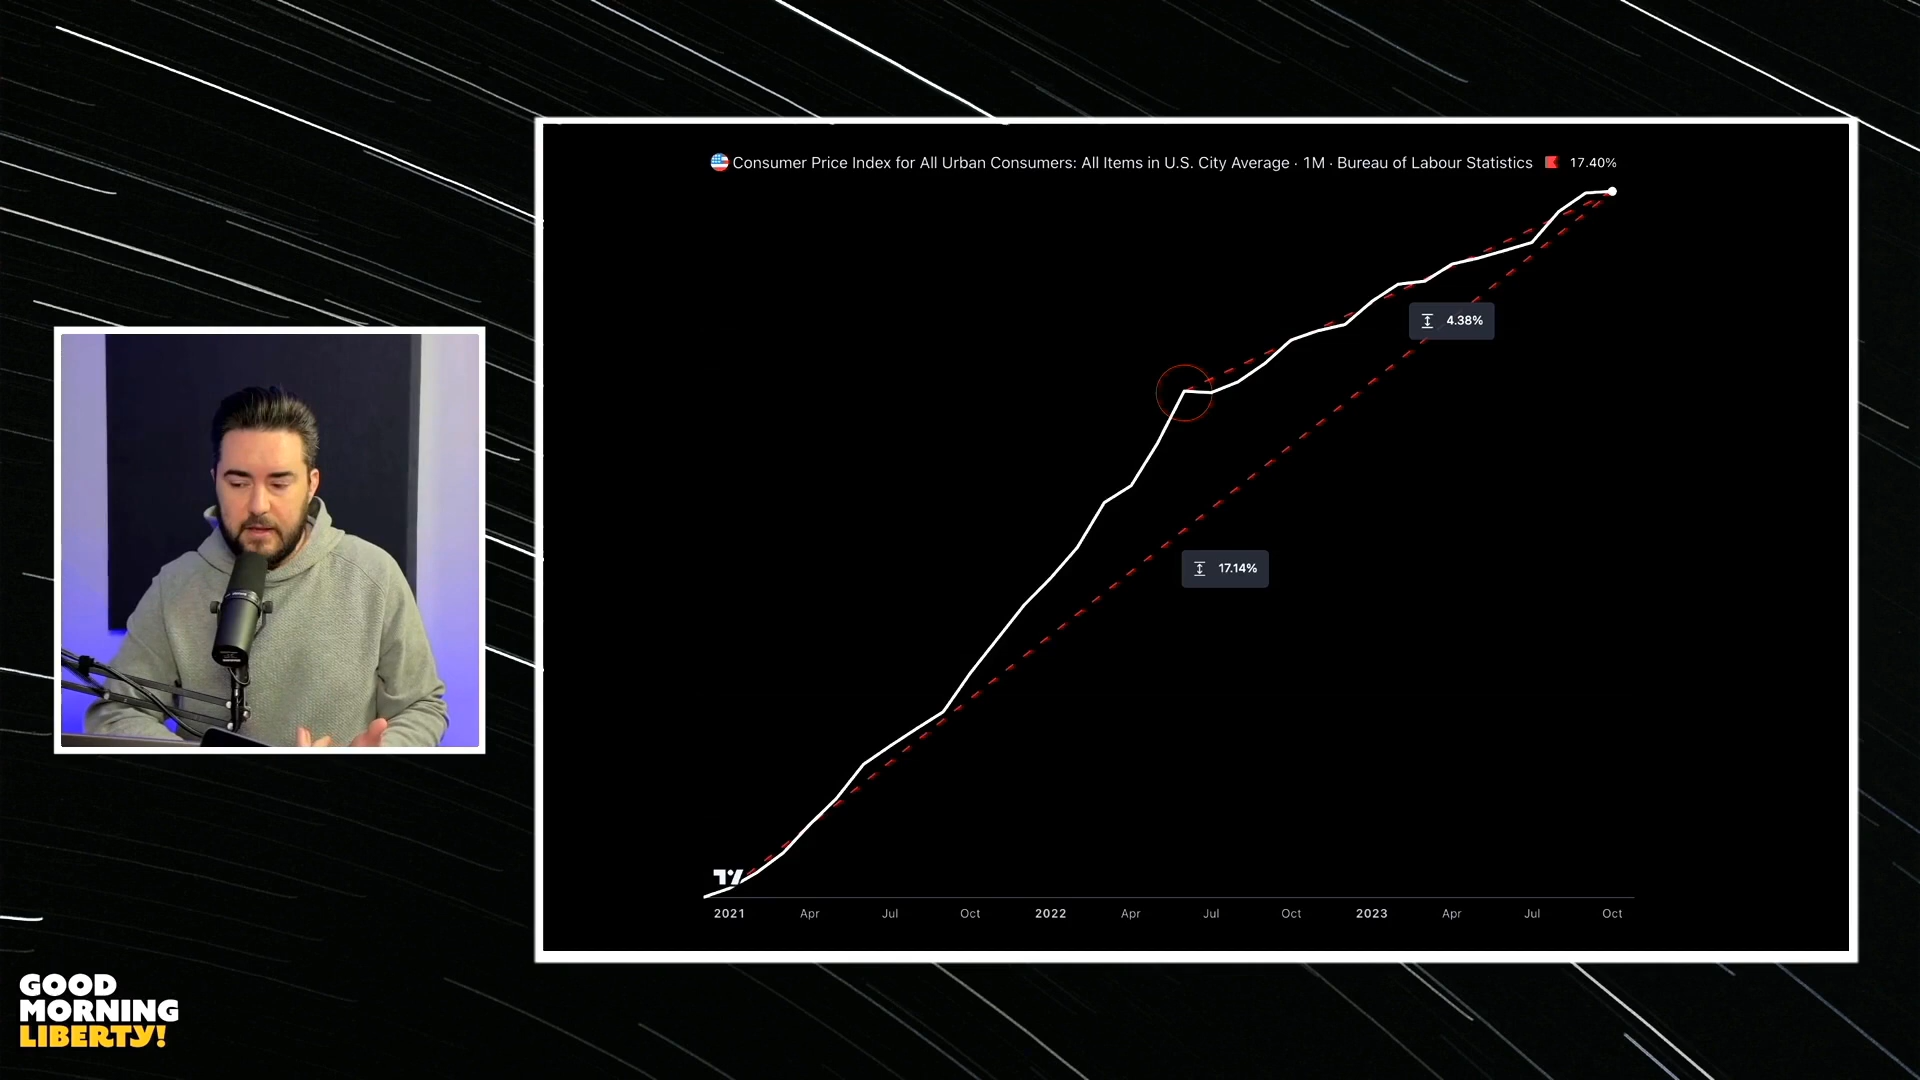 Consumer Price Index for All Urban Consumers: All Items in U.S. City Average · 1M · Bureau of Labour Statistics 17.40%
4.38%
17.14%
2021 Apr Jul Oct 2022 Apr Jul Oct 2023 Apr Jul Oct
GOOD
MORNING
LIBERTY!